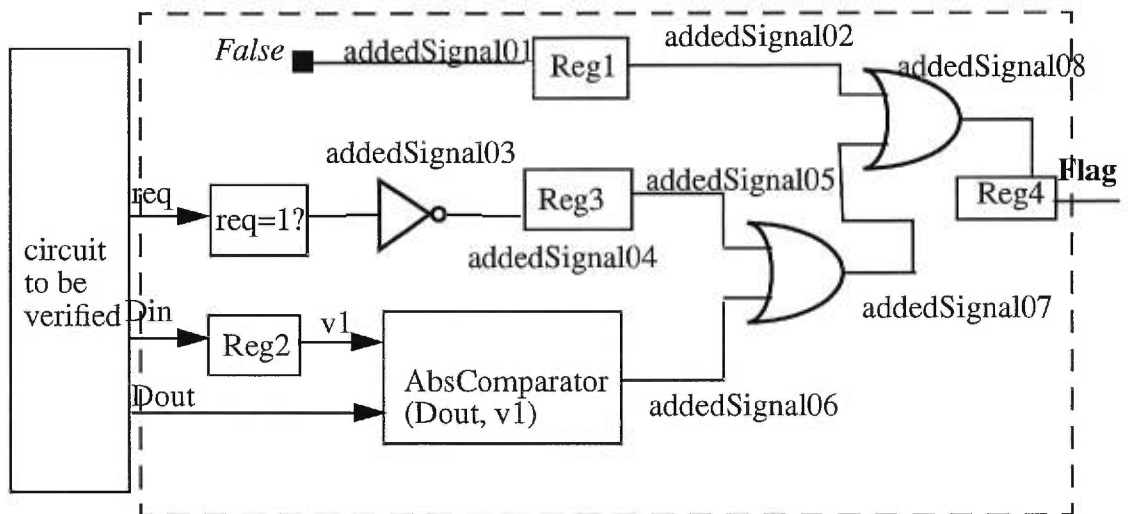 False
addedSignal01
Reg1
addedSignal02
addedSignal08
addedSignal03
req
req=1?
Reg3
addedSignal05
Flag
Reg4
addedSignal04
circuit
to be
verified
Din
Reg2
v1
addedSignal07
AbsComparator
(Dout, v1)
Dout
addedSignal06